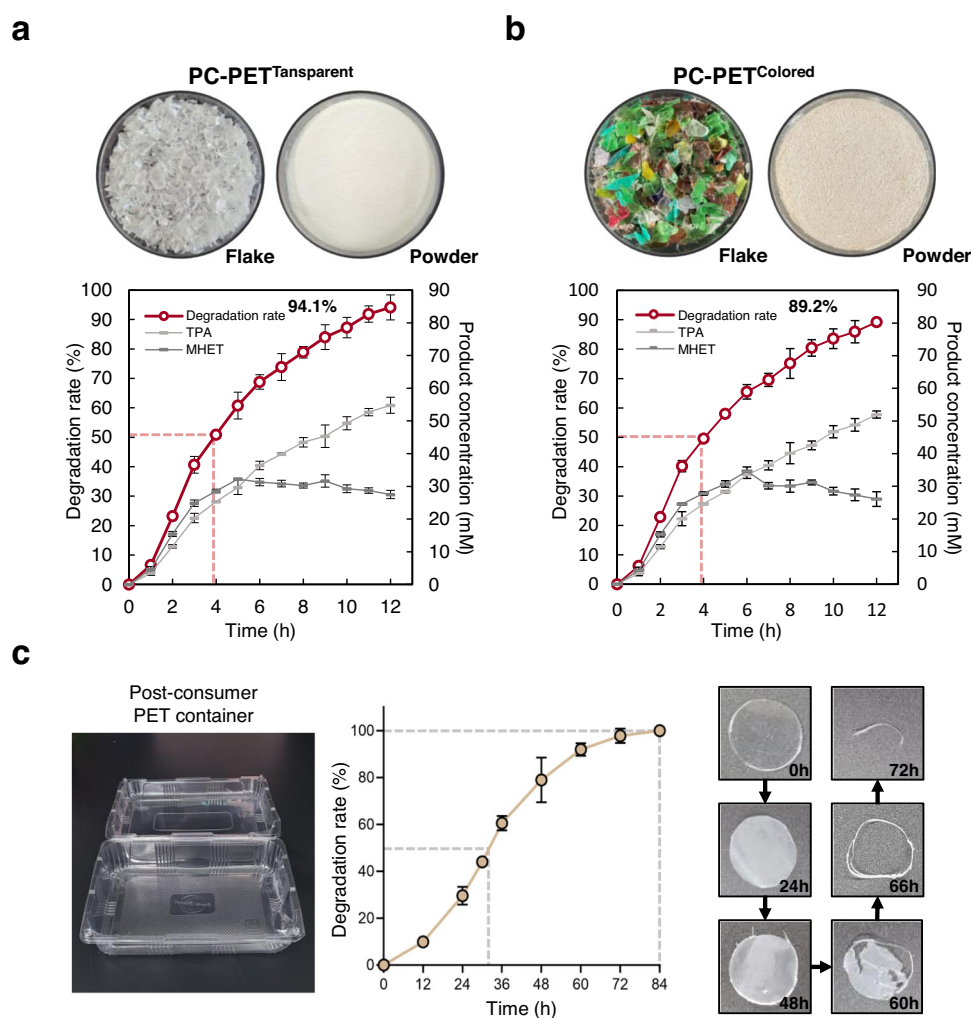 a
PC-PETTansparent
Flake
Powder
100
90
80
70
60
50
40
30
20
10
0
Degradation rate (%)
Degradation rate
TPA
MHET
94.1%
90
80
70
60
50
40
30
20
10
0
Product concentration (mM)
0 2 4 6 8 10 12
Time (h)
b
PC-PETColored
Flake
Powder
100
90
80
70
60
50
40
30
20
10
0
Degradation rate (%)
Degradation rate
TPA
MHET
89.2%
90
80
70
60
50
40
30
20
10
0
Product concentration (mM)
0 2 4 6 8 10 12
Time (h)
c
Post-consumer
PET container
100
80
60
40
20
0
Degradation rate (%)
0 12 24 36 48 60 72 84
Time (h)
0h
24h
48h
60h
66h
72h